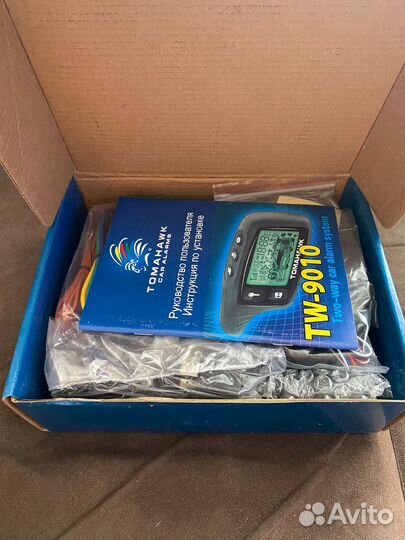 TOMAHAWK
CAR ALARMS
Руководство пользователя
Инструкция по установке
TOMAHAWK
TW-9010
Two-way car alarm system
Avito